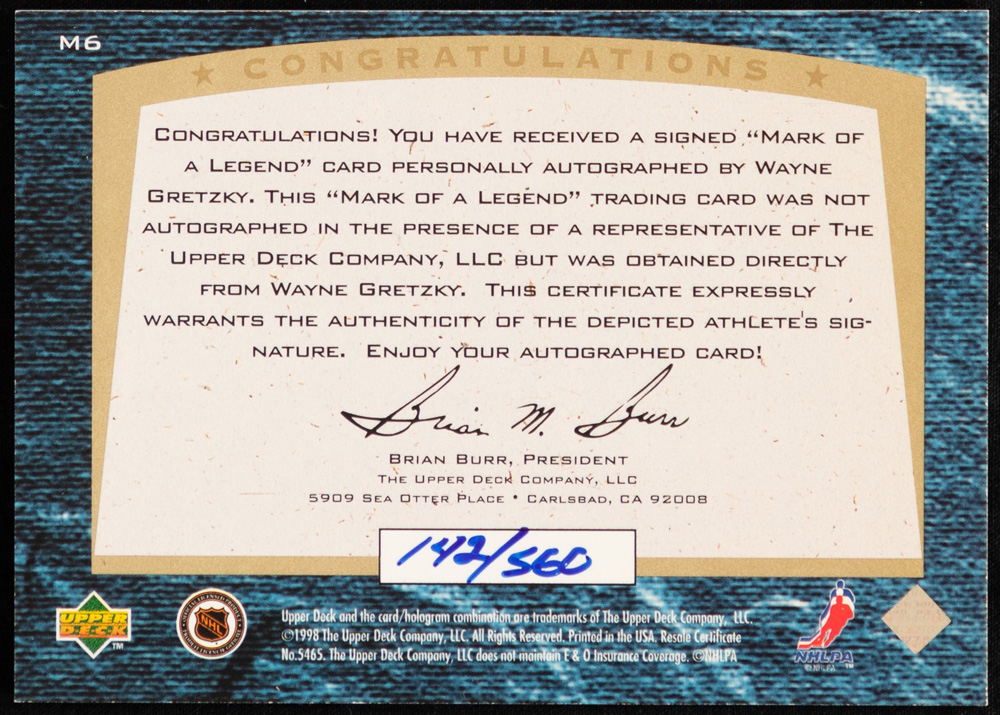 M6
★ CONGRATULATIONS ★
CONGRATULATIONS! YOU HAVE RECEIVED A SIGNED “MARK OF
A LEGEND” CARD PERSONALLY AUTOGRAPHED BY WAYNE
GRETZKY. THIS “MARK OF A LEGEND” TRADING CARD WAS NOT
AUTOGRAPHED IN THE PRESENCE OF A REPRESENTATIVE OF THE
UPPER DECK COMPANY, LLC BUT WAS OBTAINED DIRECTLY
FROM WAYNE GRETZKY. THIS CERTIFICATE EXPRESSLY
WARRANTS THE AUTHENTICITY OF THE DEPICTED ATHLETE'S SIG-
NATURE. ENJOY YOUR AUTOGRAPHED CARD!
Brian M. Burr
BRIAN BURR, PRESIDENT
THE UPPER DECK COMPANY, LLC
5909 SEA OTTER PLACE • CARLSBAD, CA 92008
142/560
UPPER
DECK
TM
NHL
Upper Deck and the card/hologram combination are trademarks of The Upper Deck Company, LLC.
©1998 The Upper Deck Company, LLC. All Rights Reserved. Printed in the USA. Resale Certificate
No.5465. The Upper Deck Company, LLC does not maintain E & O Insurance Coverage. ©NHLPA
NHLPA
©NHLPA